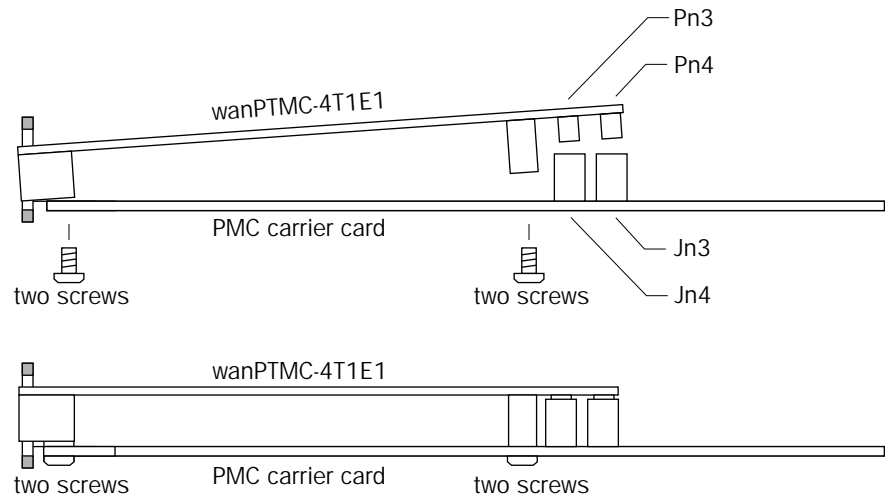 Pn3
Pn4
wanPTMC-4T1E1
PMC carrier card
Jn3
Jn4
two screws
two screws
wanPTMC-4T1E1
PMC carrier card
two screws
two screws